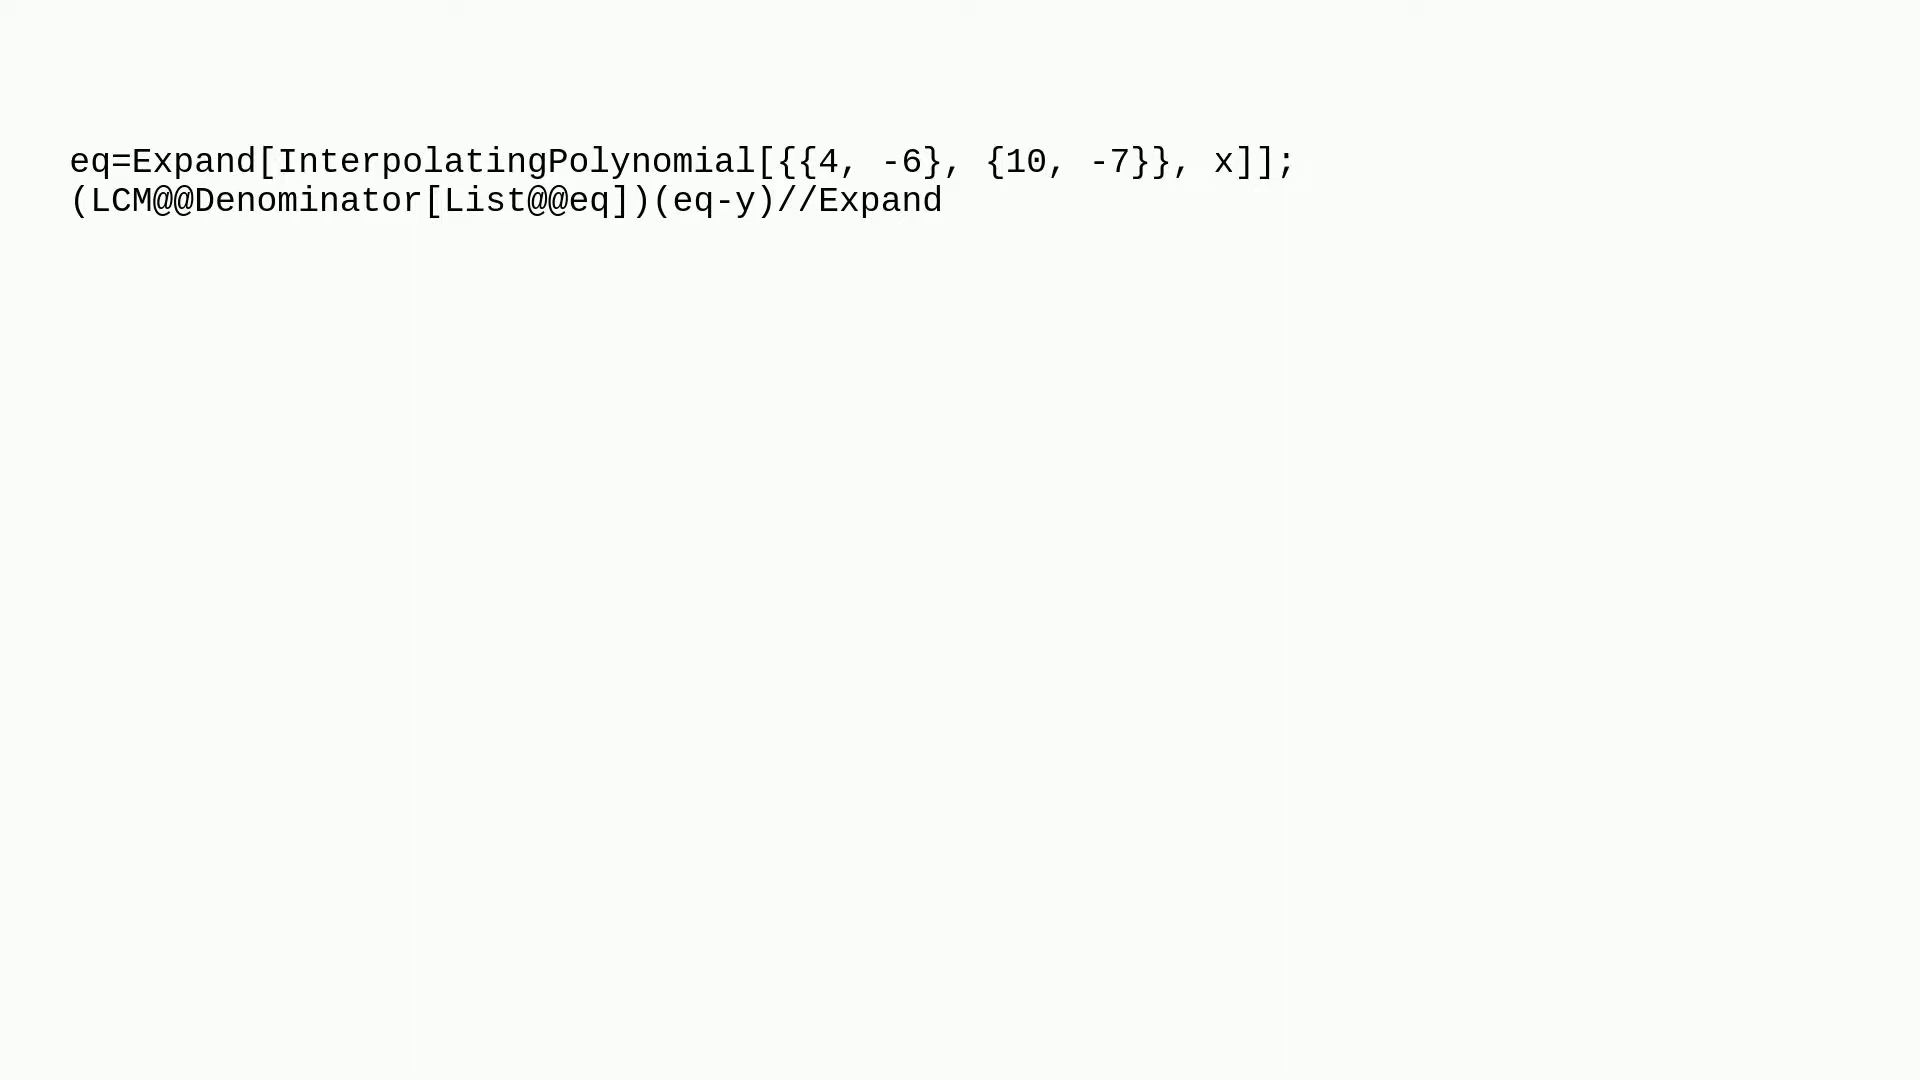 eq=Expand[InterpolatingPolynomial[{{4, -6}, {10, -7}}, x]];
(LCM@@Denominator[List@@eq])(eq-y)//Expand